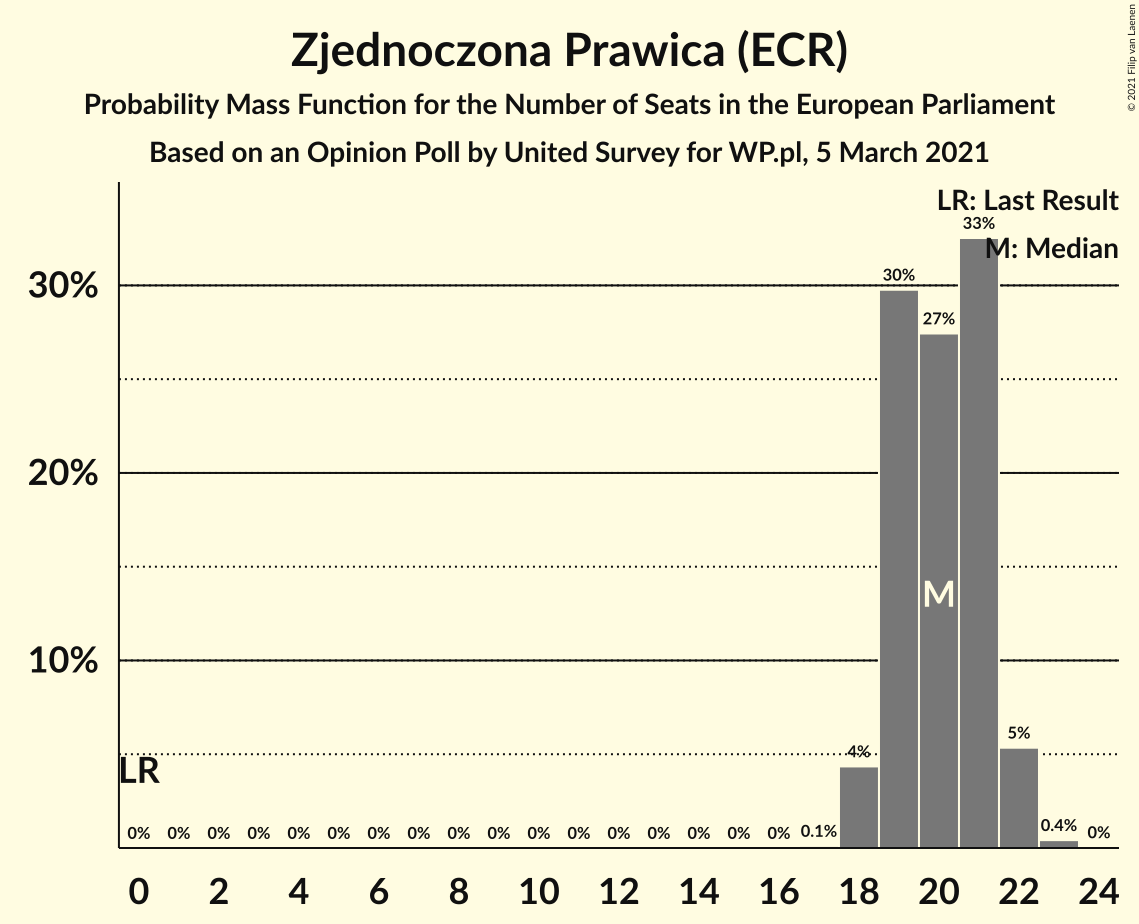 Zjednoczona Prawica (ECR)
Probability Mass Function for the Number of Seats in the European Parliament
Based on an Opinion Poll by United Survey for WP.pl, 5 March 2021
© 2021 Filip van Laenen
LR: Last Result
M: Median
33%
30%
27%
30%
20%
10%
M
LR
4%
5%
0% 0% 0% 0% 0% 0% 0% 0% 0% 0% 0% 0% 0% 0% 0% 0% 0% 0.1% 0.4% 0%
0 2 4 6 8 10 12 14 16 18 20 22 24